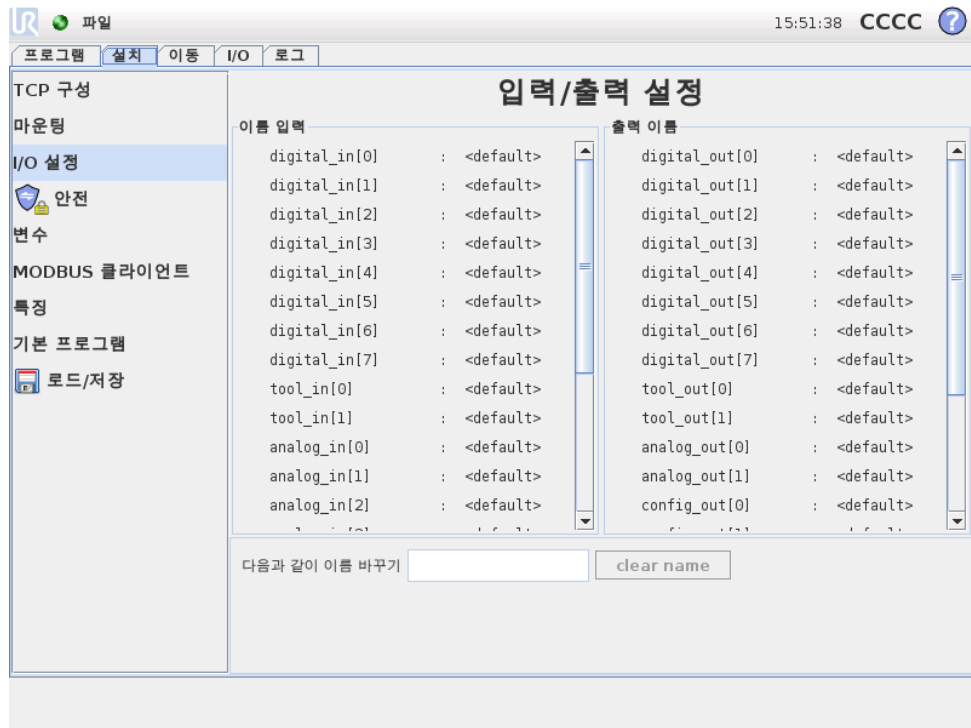 UR 파일 15:51:38 CCCC ?
프로그램 설치 이동 I/O 로그
TCP 구성
마운팅
I/O 설정
안전
변수
MODBUS 클라이언트
특징
기본 프로그램
로드/저장
입력/출력 설정
이름 입력
digital_in[0] : <default>
digital_in[1] : <default>
digital_in[2] : <default>
digital_in[3] : <default>
digital_in[4] : <default>
digital_in[5] : <default>
digital_in[6] : <default>
digital_in[7] : <default>
tool_in[0] : <default>
tool_in[1] : <default>
analog_in[0] : <default>
analog_in[1] : <default>
analog_in[2] : <default>
출력 이름
digital_out[0] : <default>
digital_out[1] : <default>
digital_out[2] : <default>
digital_out[3] : <default>
digital_out[4] : <default>
digital_out[5] : <default>
digital_out[6] : <default>
digital_out[7] : <default>
tool_out[0] : <default>
tool_out[1] : <default>
analog_out[0] : <default>
analog_out[1] : <default>
config_out[0] : <default>
다음과 같이 이름 바꾸기 clear name